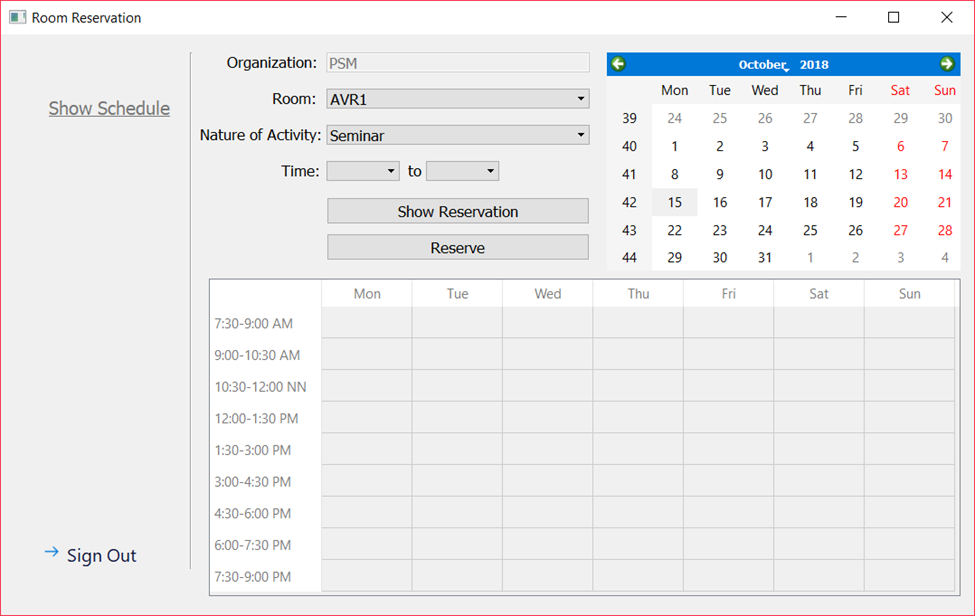 Room Reservation
Show Schedule
Organization: PSM
Room: AVR1
Nature of Activity: Seminar
Time: to
Show Reservation
Reserve
October, 2018
Mon Tue Wed Thu Fri Sat Sun
39 24 25 26 27 28 29 30
40 1 2 3 4 5 6 7
41 8 9 10 11 12 13 14
42 15 16 17 18 19 20 21
43 22 23 24 25 26 27 28
44 29 30 31 1 2 3 4
Mon Tue Wed Thu Fri Sat Sun
7:30-9:00 AM
9:00-10:30 AM
10:30-12:00 NN
12:00-1:30 PM
1:30-3:00 PM
3:00-4:30 PM
4:30-6:00 PM
6:00-7:30 PM
7:30-9:00 PM
Sign Out